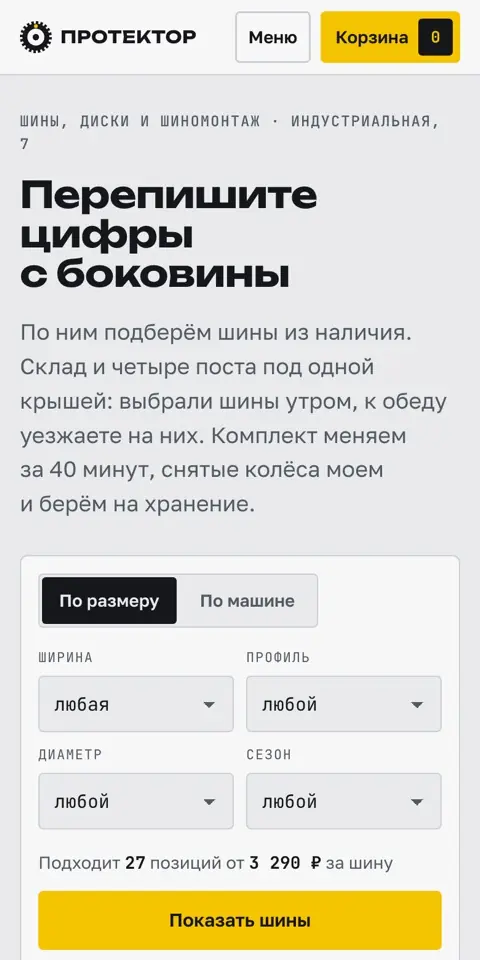 ПРОТЕКТОР
Меню
Корзина 0
ШИНЫ, ДИСКИ И ШИНОМОНТАЖ · ИНДУСТРИАЛЬНАЯ,
7
Перепишите
цифры
с боковины
По ним подберём шины из наличия.
Склад и четыре поста под одной
крышей: выбрали шины утром, к обеду
уезжаете на них. Комплект меняем
за 40 минут, снятые колёса моем
и берём на хранение.
По размеру
По машине
ШИРИНА
ПРОФИЛЬ
любая
любой
ДИАМЕТР
СЕЗОН
любой
любой
Подходит 27 позиций от 3 290 ₽ за шину
Показать шины